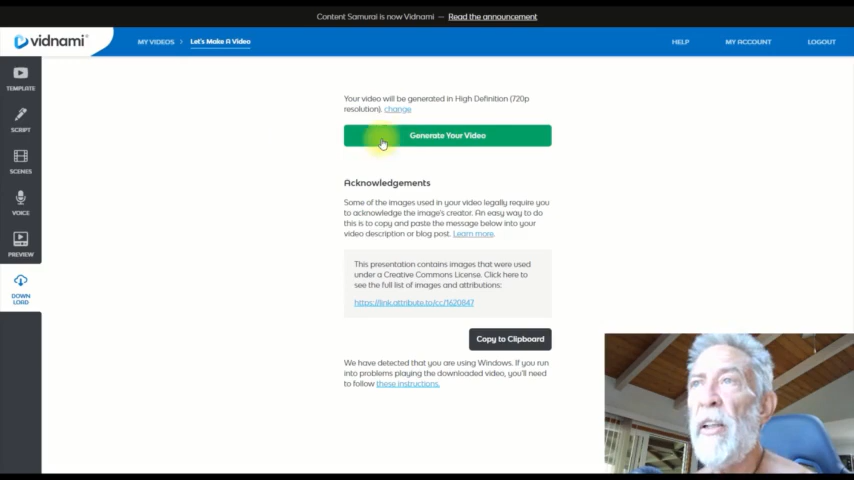 Content Samurai is now Vidnami — Read the announcement
vidnami
MY VIDEOS > Let's Make A Video
HELP
MY ACCOUNT
LOGOUT
TEMPLATE
SCRIPT
SCENES
VOICE
PREVIEW
DOWN
LOAD
Your video will be generated in High Definition (720p
resolution). change
Generate Your Video
Acknowledgements
Some of the images used in your video legally require you
to acknowledge the image's creator. An easy way to do
this is to copy and paste the message below into your
video description or blog post. Learn more.
This presentation contains images that were used
under a Creative Commons License. Click here to
see the full list of images and attributions:
https://link.attribute.to/cc/1620847
Copy to Clipboard
We have detected that you are using Windows. If you run
into problems playing the downloaded video, you'll need
to follow these instructions.